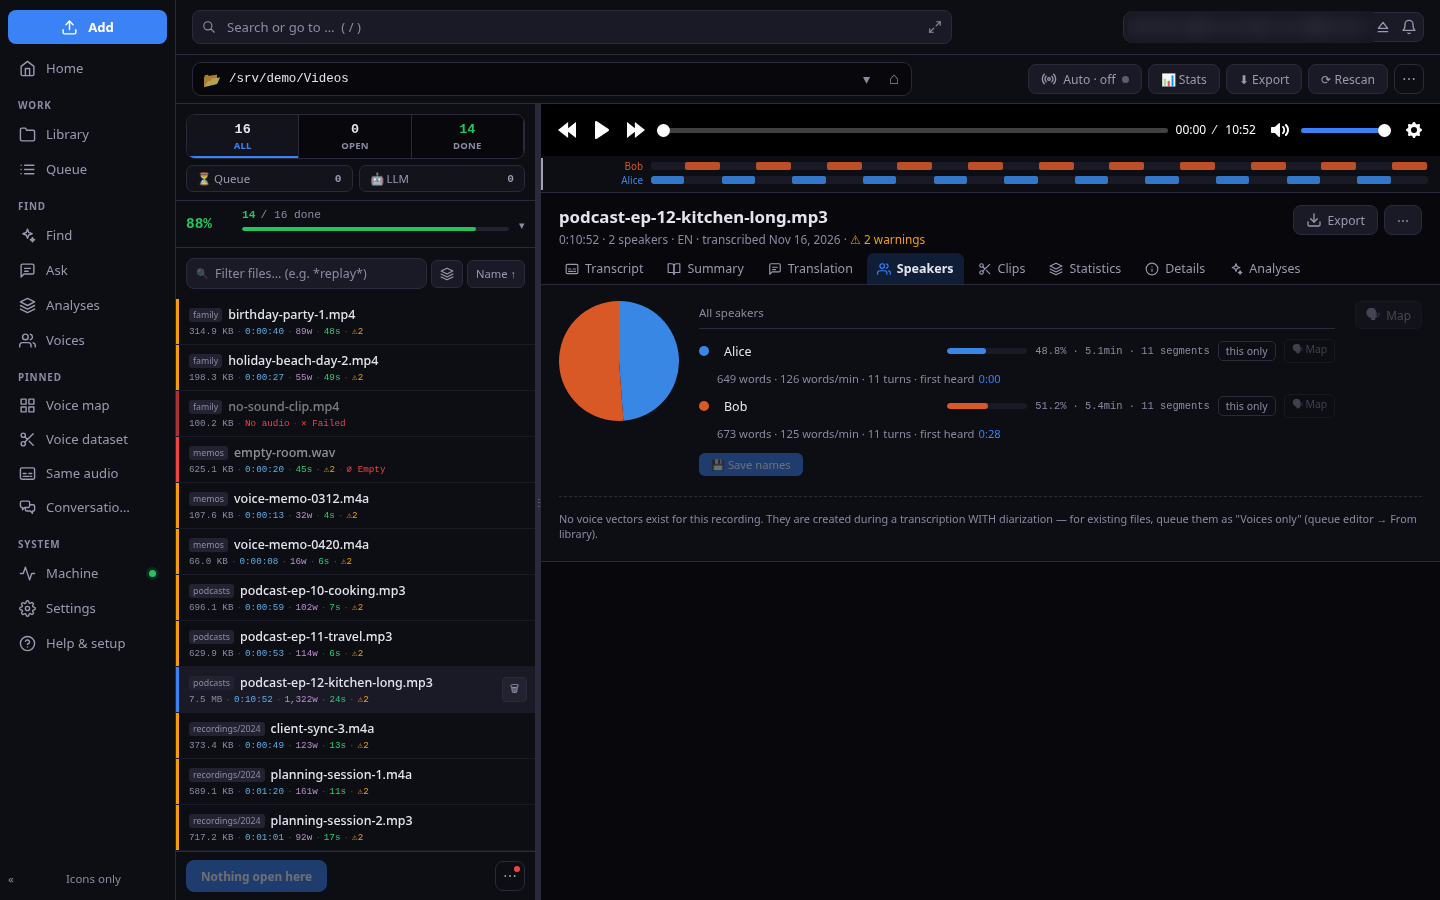 Add
Home
WORK
Library
Queue
FIND
Find
Ask
Analyses
Voices
PINNED
Voice map
Voice dataset
Same audio
Conversatio...
SYSTEM
Machine
Settings
Help & setup
« Icons only
Search or go to ... ( / )
/srv/demo/Videos
Auto · off
Stats
Export
Rescan
16 ALL
0 OPEN
14 DONE
Queue 0
LLM 0
88% 14 / 16 done
Filter files... (e.g. *replay*)
Name ↑
family birthday-party-1.mp4
314.9 KB · 0:00:40 · 89w · 48s · ⚠2
family holiday-beach-day-2.mp4
198.3 KB · 0:00:27 · 55w · 49s · ⚠2
family no-sound-clip.mp4
100.2 KB · No audio · × Failed
memos empty-room.wav
625.1 KB · 0:00:20 · 45s · ⚠2 · ∅ Empty
memos voice-memo-0312.m4a
107.6 KB · 0:00:13 · 32w · 4s · ⚠2
memos voice-memo-0420.m4a
66.0 KB · 0:00:08 · 16w · 6s · ⚠2
podcasts podcast-ep-10-cooking.mp3
696.1 KB · 0:00:59 · 102w · 7s · ⚠2
podcasts podcast-ep-11-travel.mp3
629.9 KB · 0:00:53 · 114w · 6s · ⚠2
podcasts podcast-ep-12-kitchen-long.mp3
7.5 MB · 0:10:52 · 1,322w · 24s · ⚠2
recordings/2024 client-sync-3.m4a
373.4 KB · 0:00:49 · 123w · 13s · ⚠2
recordings/2024 planning-session-1.m4a
589.1 KB · 0:01:20 · 161w · 11s · ⚠2
recordings/2024 planning-session-2.mp3
717.2 KB · 0:01:01 · 92w · 17s · ⚠2
Nothing open here
00:00 / 10:52
Bob
Alice
podcast-ep-12-kitchen-long.mp3
0:10:52 · 2 speakers · EN · transcribed Nov 16, 2026 · ⚠ 2 warnings
Export
Transcript
Summary
Translation
Speakers
Clips
Statistics
Details
Analyses
All speakers
Map
Alice 48.8% · 5.1min · 11 segments this only Map
649 words · 126 words/min · 11 turns · first heard 0:00
Bob 51.2% · 5.4min · 11 segments this only Map
673 words · 125 words/min · 11 turns · first heard 0:28
Save names
No voice vectors exist for this recording. They are created during a transcription WITH diarization — for existing files, queue them as "Voices only" (queue editor → From
library).